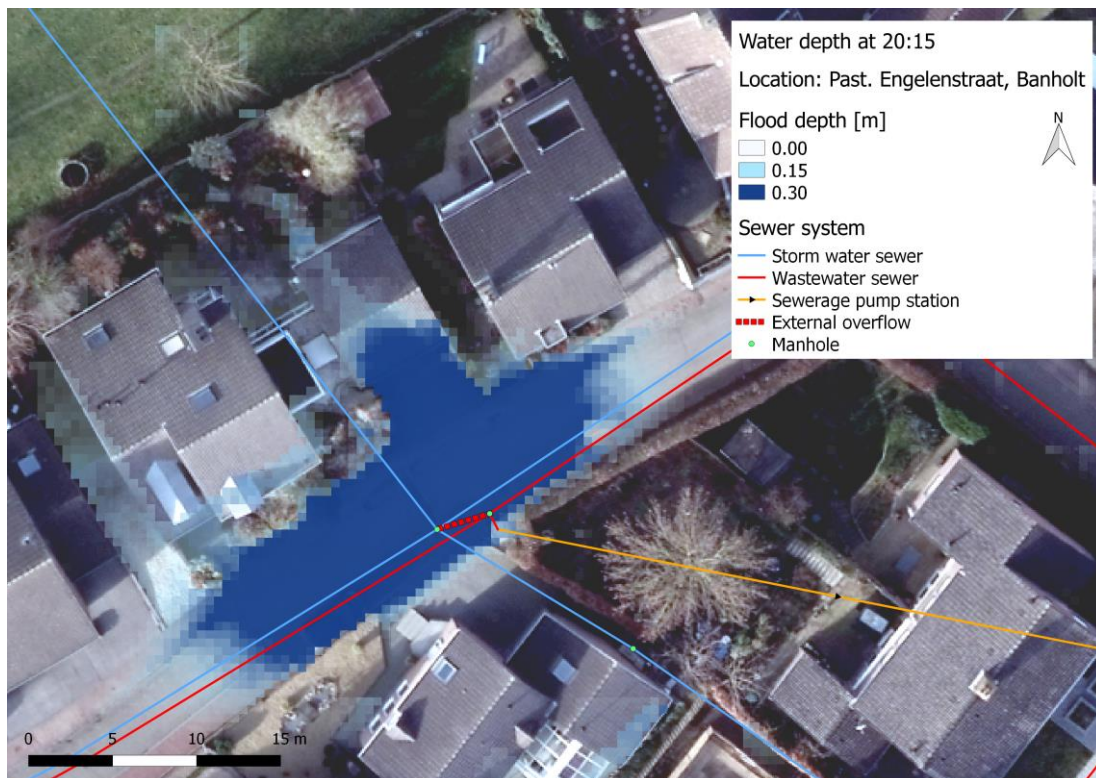 Water depth at 20:15
Location: Past. Engelenstraat, Banholt
Flood depth [m]
N
0.00
0.15
0.30
Sewer system
Storm water sewer
Wastewater sewer
Sewerage pump station
External overflow
Manhole
0 5 10 15 m